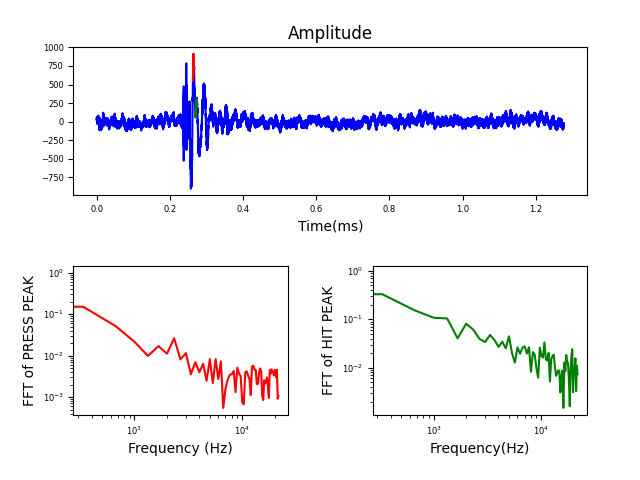 Amplitude
1000
750
500
250
0
−250
−500
−750
0.0 0.2 0.4 0.6 0.8 1.0 1.2
Time(ms)
FFT of PRESS PEAK
10⁰
10⁻¹
10⁻²
10⁻³
10³ 10⁴
Frequency (Hz)
FFT of HIT PEAK
10⁰
10⁻¹
10⁻²
10³ 10⁴
Frequency(Hz)